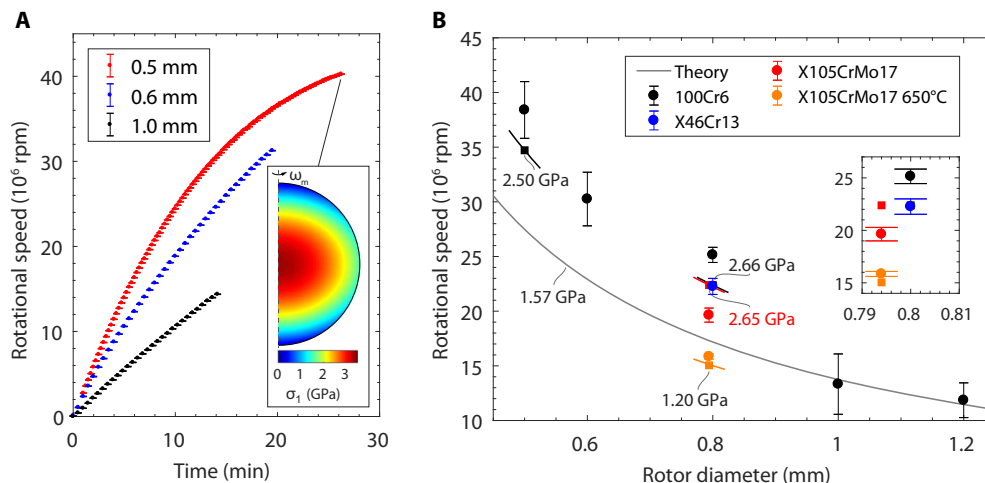 A
Rotational speed (10⁶ rpm)
40
30
20
10
0
0.5 mm
0.6 mm
1.0 mm
ωm
0 1 2 3
σ1 (GPa)
0 10 20 30
Time (min)
B
Rotational speed (10⁶ rpm)
45
40
35
30
25
20
15
10
Theory
100Cr6
X46Cr13
X105CrMo17
X105CrMo17 650°C
2.50 GPa
1.57 GPa
2.66 GPa
2.65 GPa
1.20 GPa
25
20
15
0.79 0.8 0.81
0.6 0.8 1 1.2
Rotor diameter (mm)